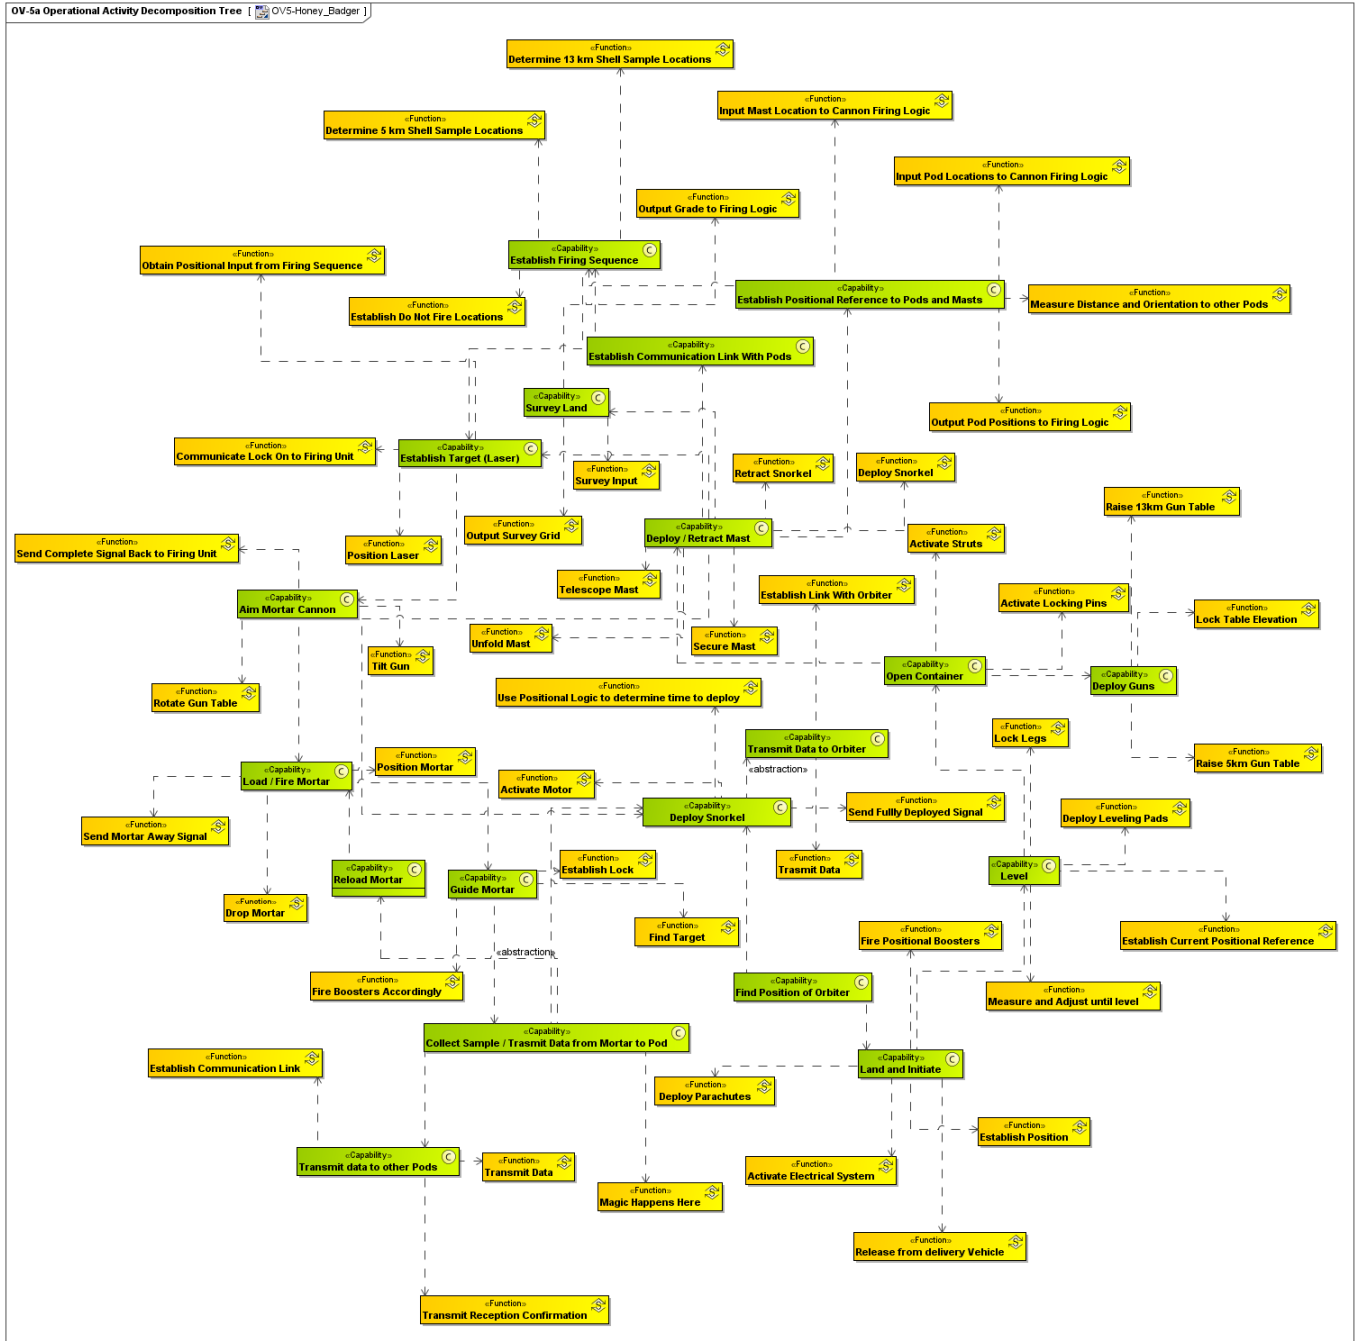 OV-5a Operational Activity Decomposition Tree [ OV5-Honey_Badger ]
«Function»
Determine 13 km Shell Sample Locations
«Function»
Input Mast Location to Cannon Firing Logic
«Function»
Determine 5 km Shell Sample Locations
«Function»
Input Pod Locations to Cannon Firing Logic
«Function»
Output Grade to Firing Logic
«Capability»
C
Establish Firing Sequence
«Function»
Obtain Positional Input from Firing Sequence
«Capability»
C
Establish Positional Reference to Pods and Masts
«Function»
Measure Distance and Orientation to other Pods
«Function»
Establish Do Not Fire Locations
«Capability»
C
Establish Communication Link With Pods
«Capability»
C
Survey Land
«Function»
Output Pod Positions to Firing Logic
«Function»
Communicate Lock On to Firing Unit
«Capability»
C
Establish Target (Laser)
«Function»
Survey Input
«Function»
Retract Snorkel
«Function»
Deploy Snorkel
«Function»
Raise 13km Gun Table
«Function»
Output Survey Grid
«Capability»
C
Deploy / Retract Mast
«Function»
Activate Struts
«Function»
Send Complete Signal Back to Firing Unit
«Function»
Position Laser
«Function»
Telescope Mast
«Function»
Establish Link With Orbiter
«Function»
Activate Locking Pins
«Function»
Lock Table Elevation
«Capability»
C
Aim Mortar Cannon
«Function»
Unfold Mast
«Function»
Secure Mast
«Function»
Tilt Gun
«Capability»
C
Open Container
«Capability»
C
Deploy Guns
«Function»
Rotate Gun Table
«Function»
Use Positional Logic to determine time to deploy
«Function»
Lock Legs
«Capability»
C
Transmit Data to Orbiter
«abstraction»
«Function»
Raise 5km Gun Table
«Function»
Position Mortar
«Capability»
C
Load / Fire Mortar
«Function»
Activate Motor
«Capability»
C
Deploy Snorkel
«Function»
Send Fullly Deployed Signal
«Function»
Deploy Leveling Pads
«Function»
Send Mortar Away Signal
«Function»
Establish Lock
«Function»
Trasmit Data
«Capability»
C
Level
«Capability»
C
Reload Mortar
«Capability»
C
Guide Mortar
«Function»
Drop Mortar
«Function»
Find Target
«Function»
Fire Positional Boosters
«Function»
Establish Current Positional Reference
«abstraction»
«Function»
Fire Boosters Accordingly
«Capability»
C
Find Position of Orbiter
«Function»
Measure and Adjust until level
«Capability»
C
Collect Sample / Trasmit Data from Mortar to Pod
«Function»
Establish Communication Link
«Capability»
C
Land and Initiate
«Function»
Deploy Parachutes
«Function»
Establish Position
«Capability»
C
Transmit data to other Pods
«Function»
Transmit Data
«Function»
Activate Electrical System
«Function»
Magic Happens Here
«Function»
Release from delivery Vehicle
«Function»
Transmit Reception Confirmation